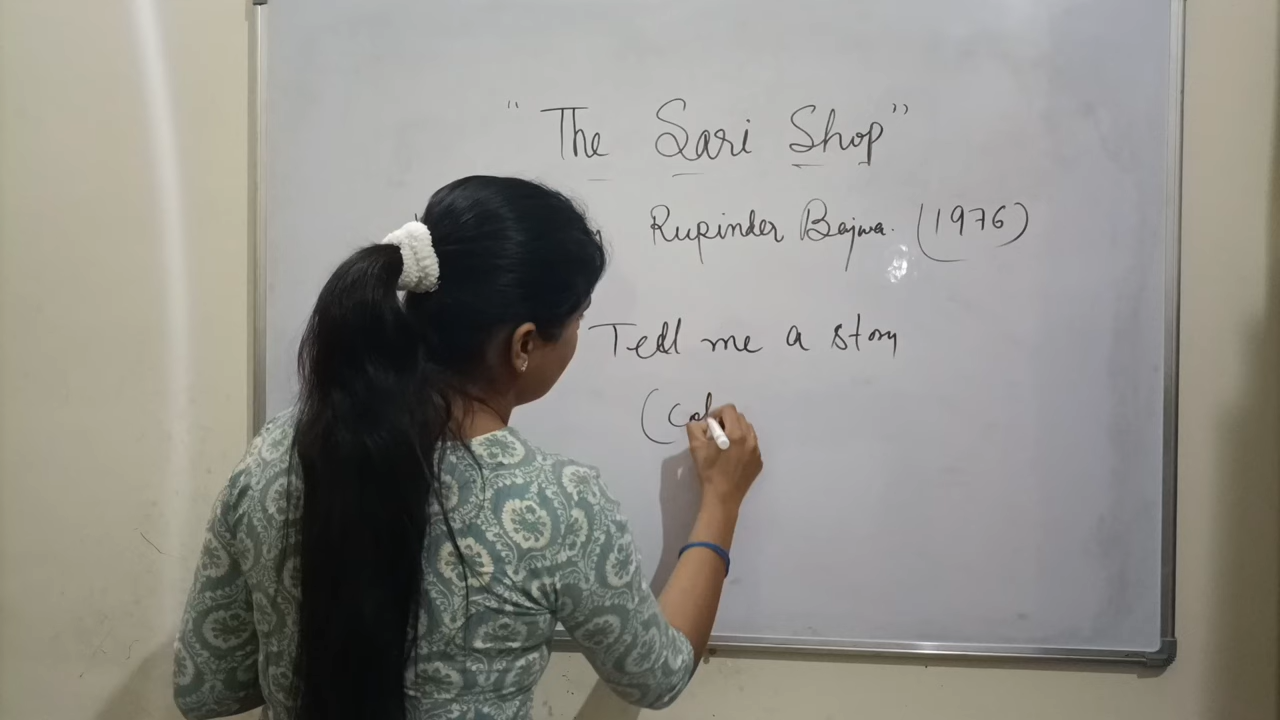 "The Sari Shop"
Rupinder Bajwa. (1976)
Tell me a story